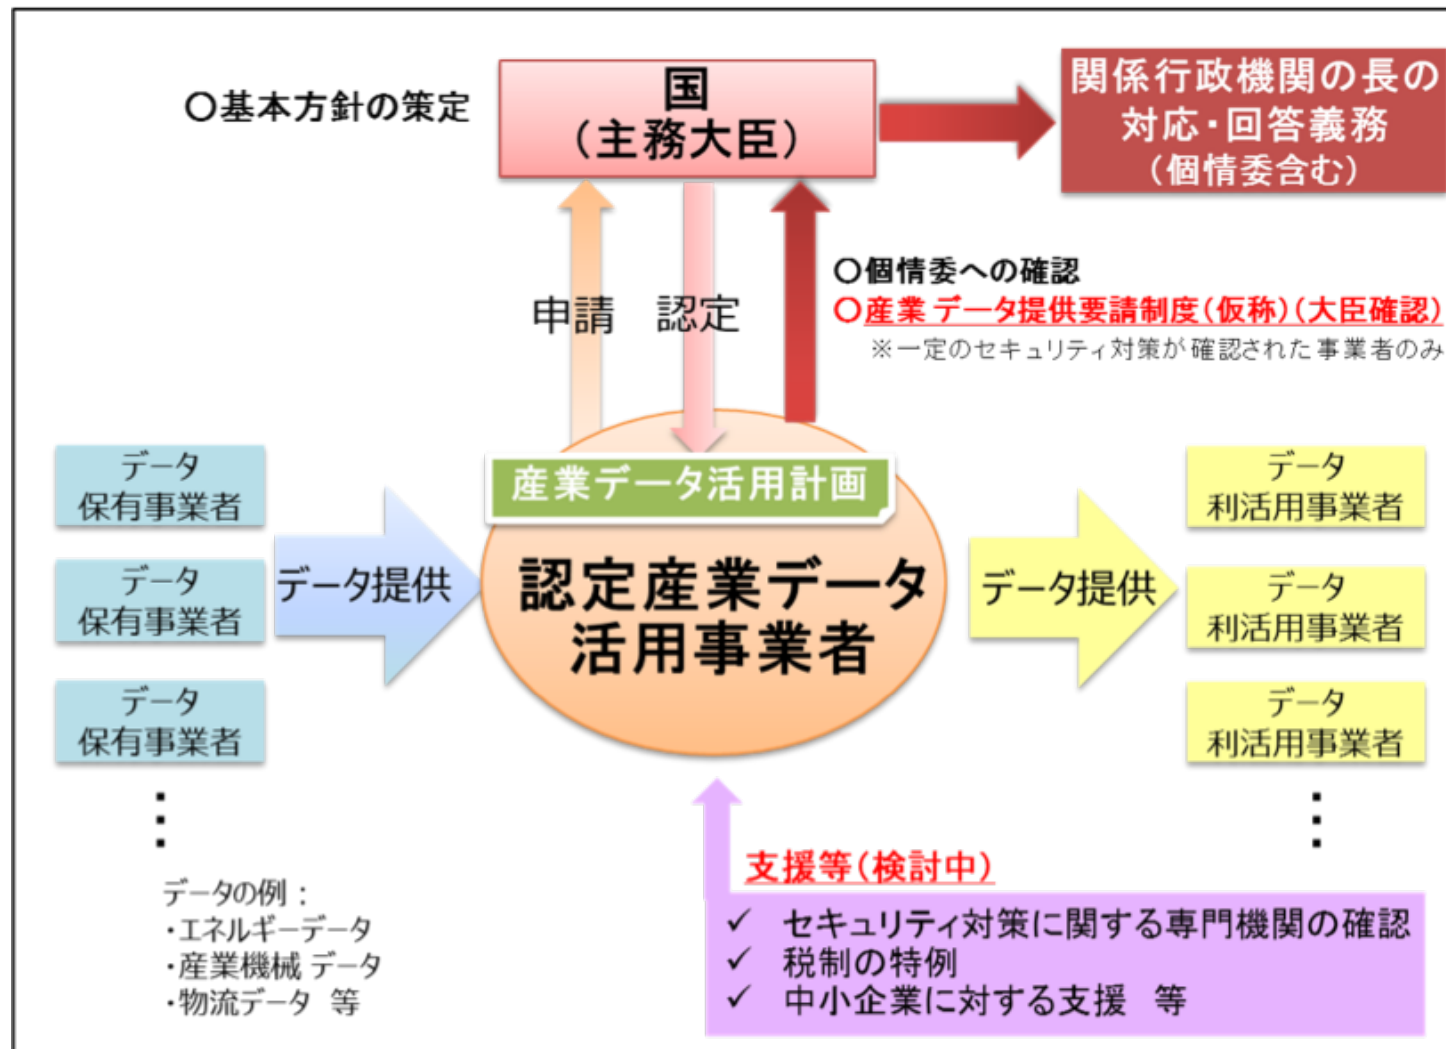 〇基本方針の策定
国
（主務大臣）
関係行政機関の長の
対応・回答義務
（個情委含む）
申請
認定
〇個情委への確認
〇産業データ提供要請制度（仮称）（大臣確認）
※一定のセキュリティ対策が確認された事業者のみ
データ
保有事業者
データ
保有事業者
データ
保有事業者
データ提供
産業データ活用計画
認定産業データ
活用事業者
データ提供
データ
利活用事業者
データ
利活用事業者
データ
利活用事業者
データの例：
・エネルギーデータ
・産業機械データ
・物流データ 等
支援等（検討中）
✓ セキュリティ対策に関する専門機関の確認
✓ 税制の特例
✓ 中小企業に対する支援 等